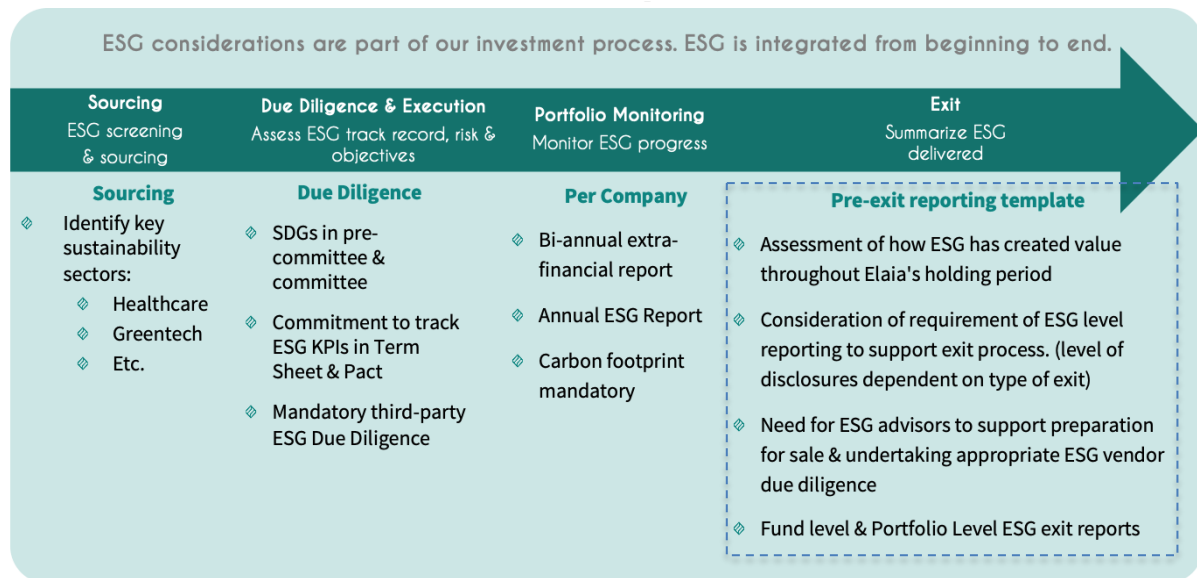 ESG considerations are part of our investment process. ESG is integrated from beginning to end.
Sourcing
ESG screening
& sourcing
Due Diligence & Execution
Assess ESG track record, risk &
objectives
Portfolio Monitoring
Monitor ESG progress
Exit
Summarize ESG
delivered
Sourcing
Identify key
sustainability
sectors:
Healthcare
Greentech
Etc.
Due Diligence
SDGs in pre-
committee &
committee
Commitment to track
ESG KPIs in Term
Sheet & Pact
Mandatory third-party
ESG Due Diligence
Per Company
Bi-annual extra-
financial report
Annual ESG Report
Carbon footprint
mandatory
Pre-exit reporting template
Assessment of how ESG has created value
throughout Elaia's holding period
Consideration of requirement of ESG level
reporting to support exit process. (level of
disclosures dependent on type of exit)
Need for ESG advisors to support preparation
for sale & undertaking appropriate ESG vendor
due diligence
Fund level & Portfolio Level ESG exit reports